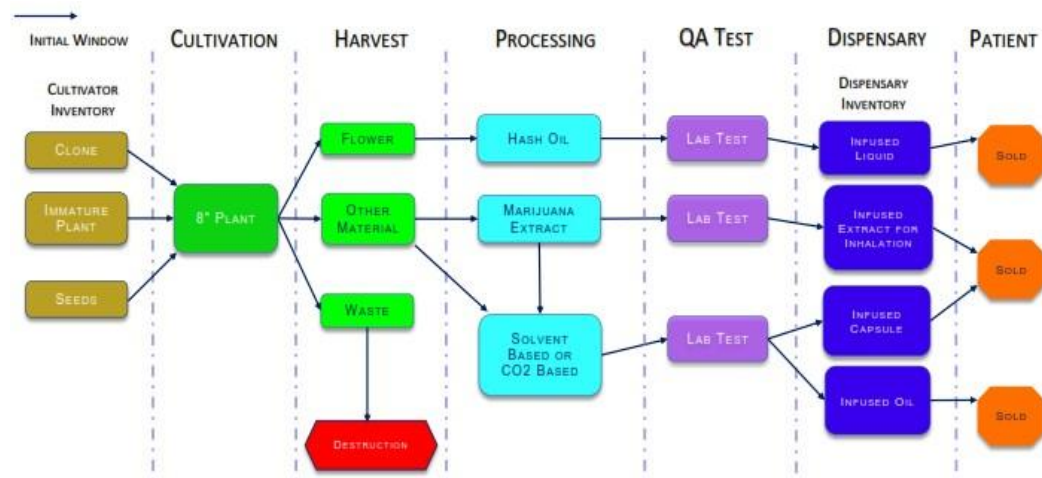 INITIAL WINDOW
CULTIVATION
HARVEST
PROCESSING
QA TEST
DISPENSARY
PATIENT
CULTIVATOR
INVENTORY
DISPENSARY
INVENTORY
CLONE
IMMATURE
PLANT
SEEDS
8" PLANT
FLOWER
OTHER
MATERIAL
WASTE
DESTRUCTION
HASH OIL
MARIJUANA
EXTRACT
SOLVENT
BASED OR
CO2 BASED
LAB TEST
LAB TEST
LAB TEST
INFUSED
LIQUID
INFUSED
EXTRACT FOR
INHALATION
INFUSED
CAPSULE
INFUSED OIL
SOLD
SOLD
SOLD